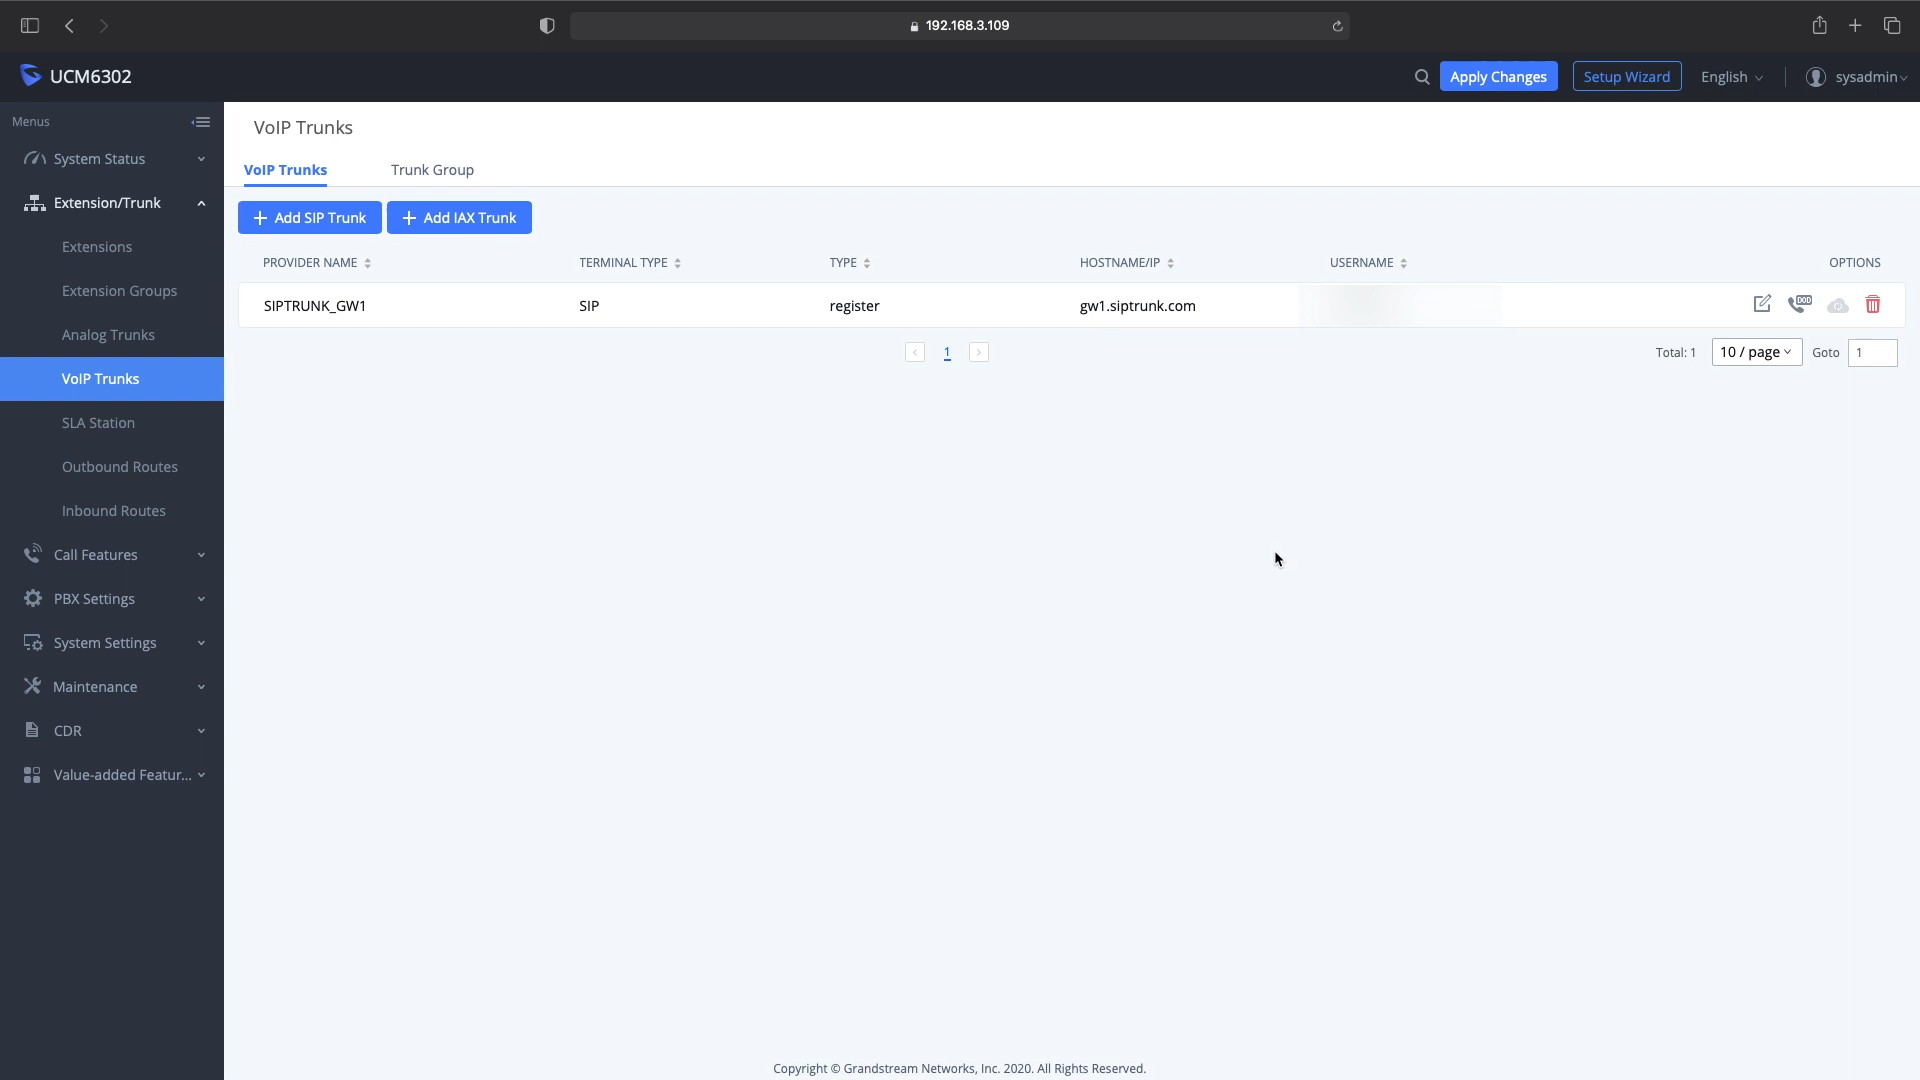 192.168.3.109
UCM6302
Apply Changes
Setup Wizard
English
sysadmin
Menus
System Status
Extension/Trunk
Extensions
Extension Groups
Analog Trunks
VoIP Trunks
SLA Station
Outbound Routes
Inbound Routes
Call Features
PBX Settings
System Settings
Maintenance
CDR
Value-added Featur...
VoIP Trunks
VoIP Trunks
Trunk Group
+ Add SIP Trunk
+ Add IAX Trunk
PROVIDER NAME
TERMINAL TYPE
TYPE
HOSTNAME/IP
USERNAME
OPTIONS
SIPTRUNK_GW1
SIP
register
gw1.siptrunk.com
DOD
< 1 >
Total: 1
10 / page
Goto
1
Copyright © Grandstream Networks, Inc. 2020. All Rights Reserved.